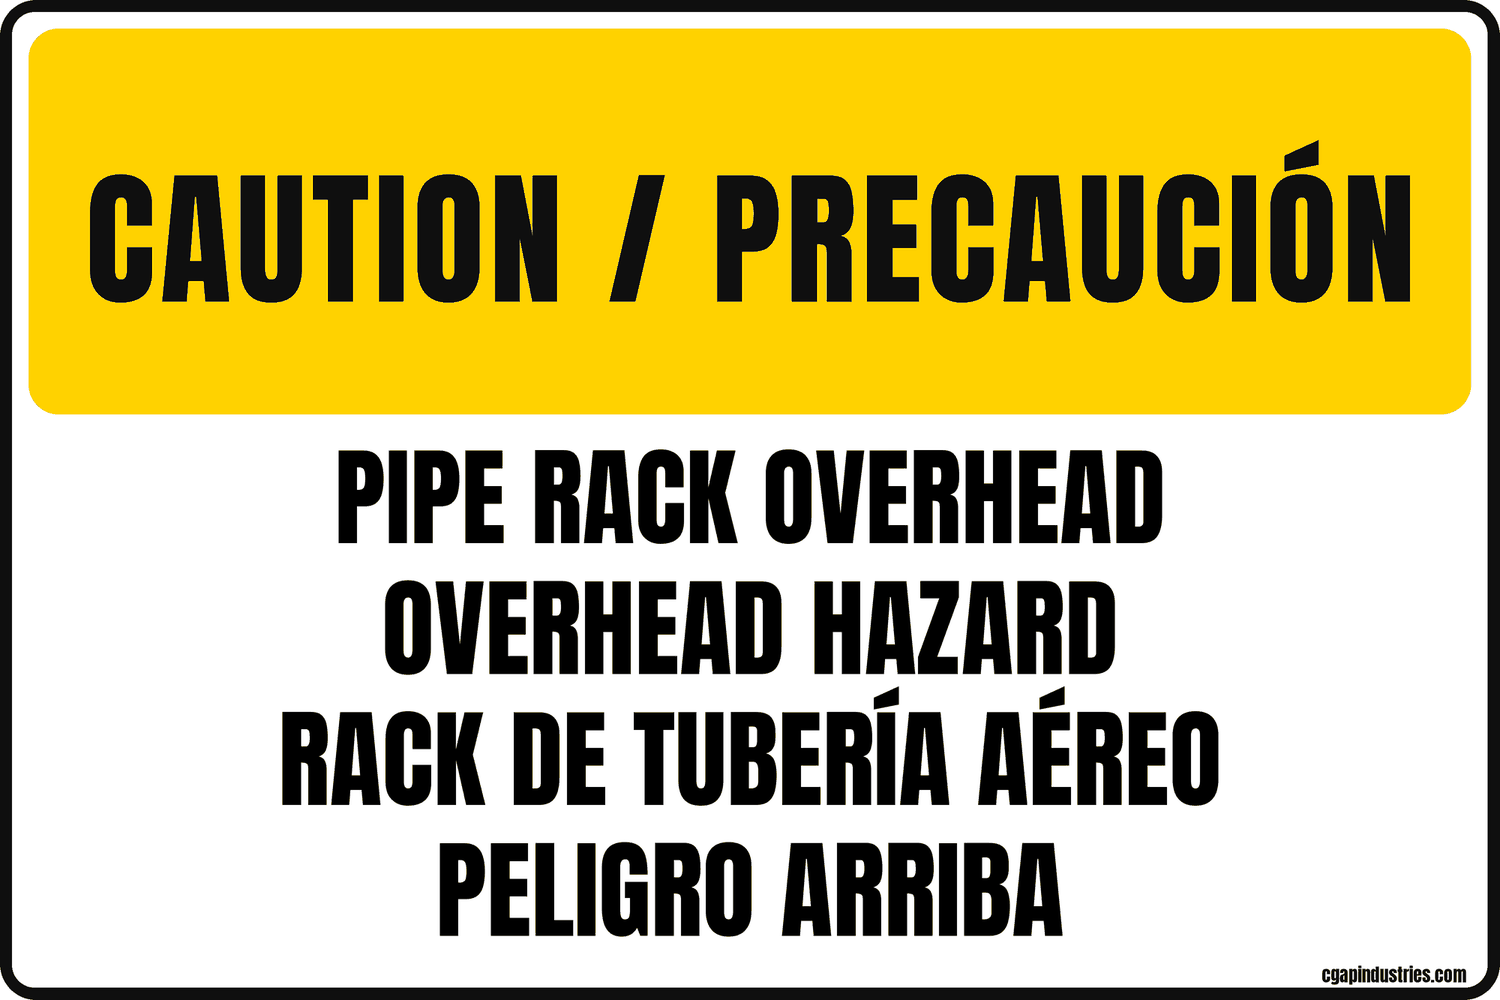 CAUTION / PRECAUCIÓN
PIPE RACK OVERHEAD
OVERHEAD HAZARD
RACK DE TUBERÍA AÉREO
PELIGRO ARRIBA
cgapindustries.com